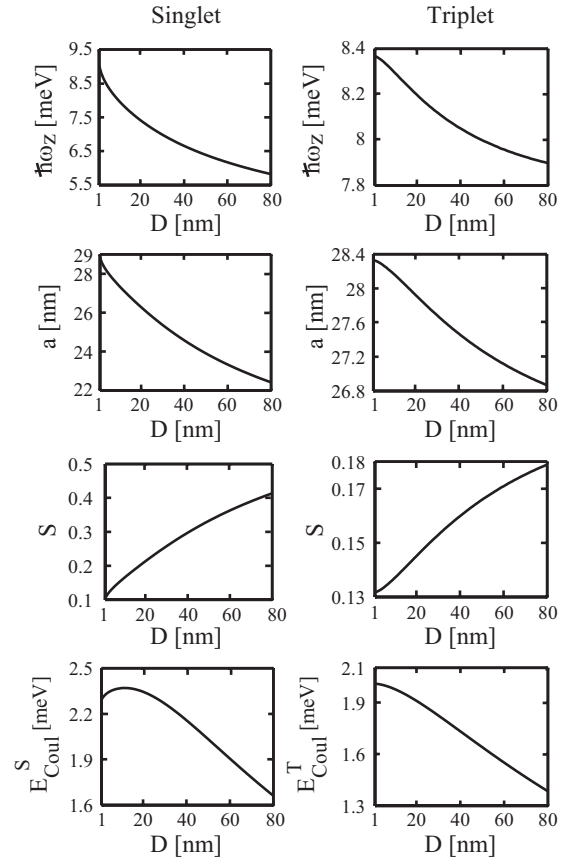 Singlet
Triplet
ħω_Z [meV]
9.5
8.5
7.5
6.5
5.5
1 20 40 60 80
D [nm]
ħω_Z [meV]
8.4
8.2
8
7.8
1 20 40 60 80
D [nm]
a [nm]
29
28
26
24
22
1 20 40 60 80
D [nm]
a [nm]
28.4
28
27.6
27.2
26.8
1 20 40 60 80
D [nm]
S
0.5
0.4
0.3
0.2
0.1
1 20 40 60 80
D [nm]
S
0.18
0.17
0.15
0.13
1 20 40 60 80
D [nm]
E^S_Coul [meV]
2.5
2.2
1.9
1.6
1 20 40 60 80
D [nm]
E^T_Coul [meV]
2.1
1.9
1.6
1.3
1 20 40 60 80
D [nm]